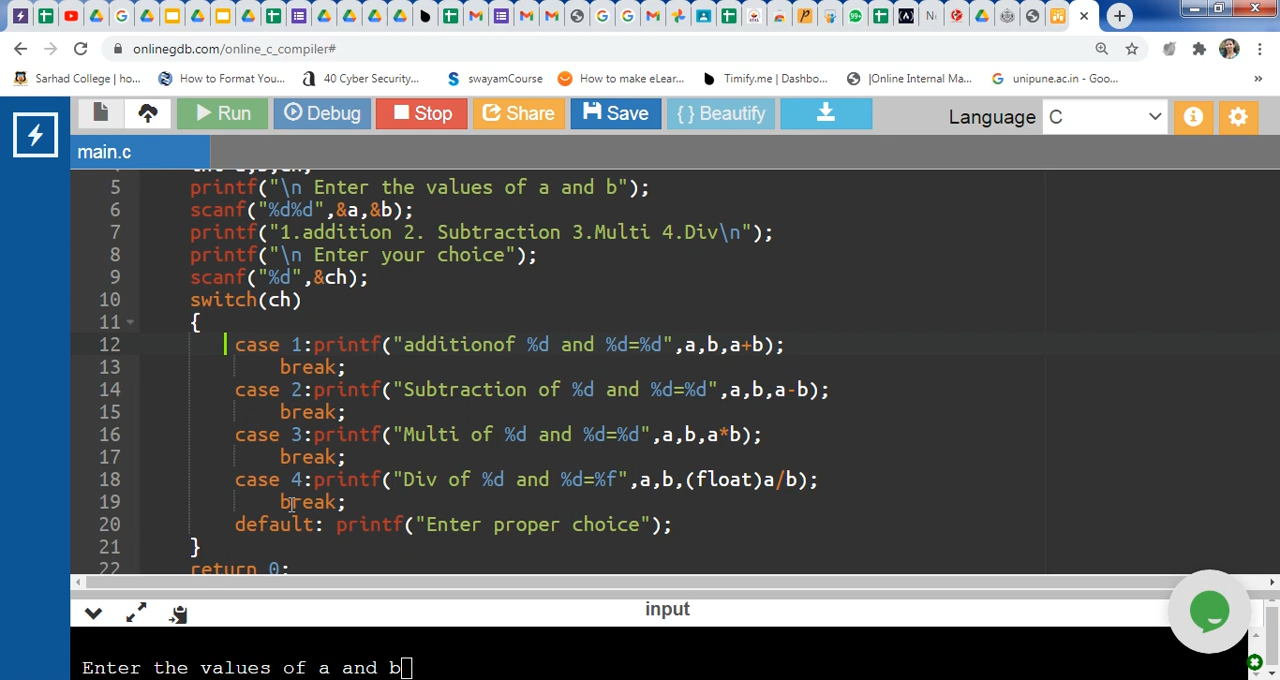 onlinegdb.com/online_c_compiler#
Sarhad College | ho... How to Format You... 40 Cyber Security... swayamCourse How to make eLear... Timify.me | Dashbo... |Online Internal Ma... unipune.ac.in - Goo... »
Run Debug Stop Share Save { } Beautify Language C
main.c
5 printf("\n Enter the values of a and b");
6 scanf("%d%d",&a,&b);
7 printf("1.addition 2. Subtraction 3.Multi 4.Div\n");
8 printf("\n Enter your choice");
9 scanf("%d",&ch);
10 switch(ch)
11 {
12 case 1:printf("additionof %d and %d=%d",a,b,a+b);
13 break;
14 case 2:printf("Subtraction of %d and %d=%d",a,b,a-b);
15 break;
16 case 3:printf("Multi of %d and %d=%d",a,b,a*b);
17 break;
18 case 4:printf("Div of %d and %d=%f",a,b,(float)a/b);
19 break;
20 default: printf("Enter proper choice");
21 }
22 return 0;
input
Enter the values of a and b